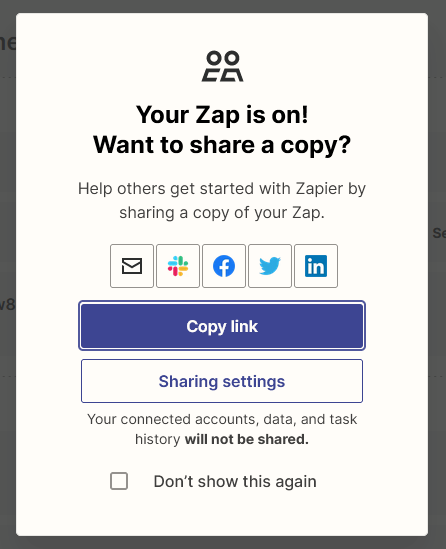 Your Zap is on!
Want to share a copy?
Help others get started with Zapier by
sharing a copy of your Zap.
in
Copy link
Sharing settings
Your connected accounts, data, and task
history will not be shared.
Don’t show this again